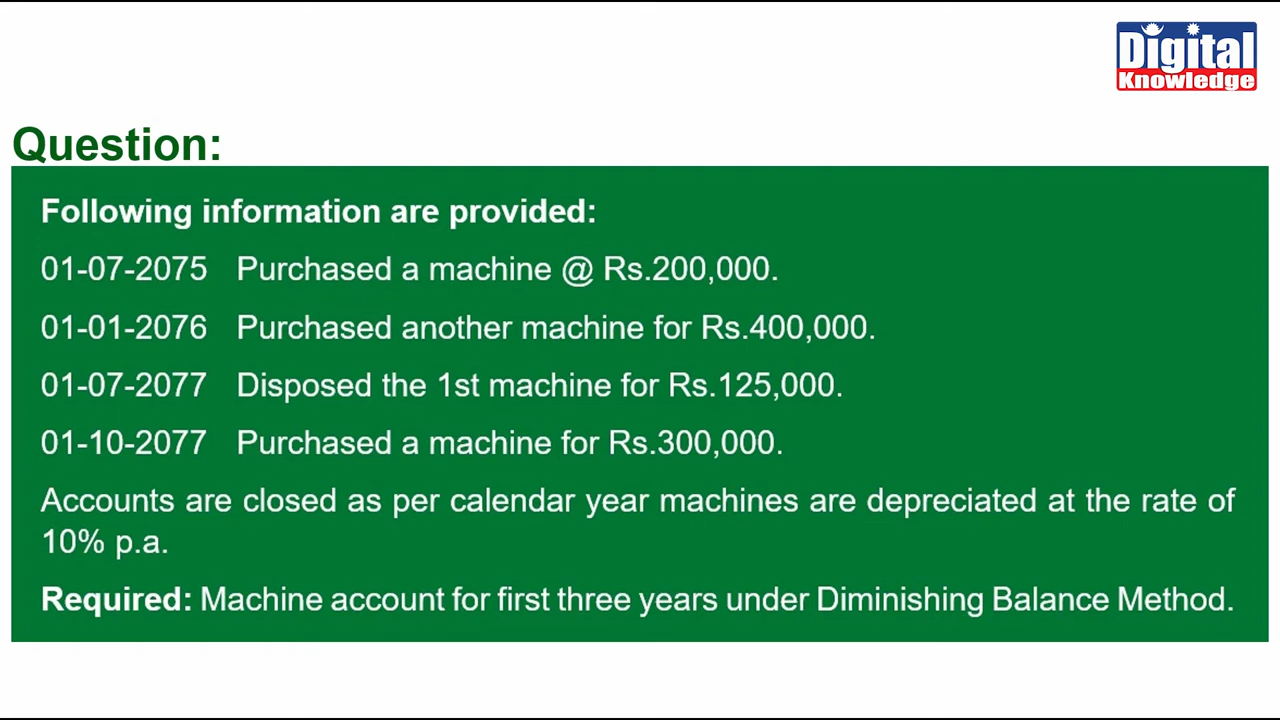 Digital
Knowledge
Question:
Following information are provided:
01-07-2075 Purchased a machine @ Rs.200,000.
01-01-2076 Purchased another machine for Rs.400,000.
01-07-2077 Disposed the 1st machine for Rs.125,000.
01-10-2077 Purchased a machine for Rs.300,000.
Accounts are closed as per calendar year machines are depreciated at the rate of
10% p.a.
Required: Machine account for first three years under Diminishing Balance Method.